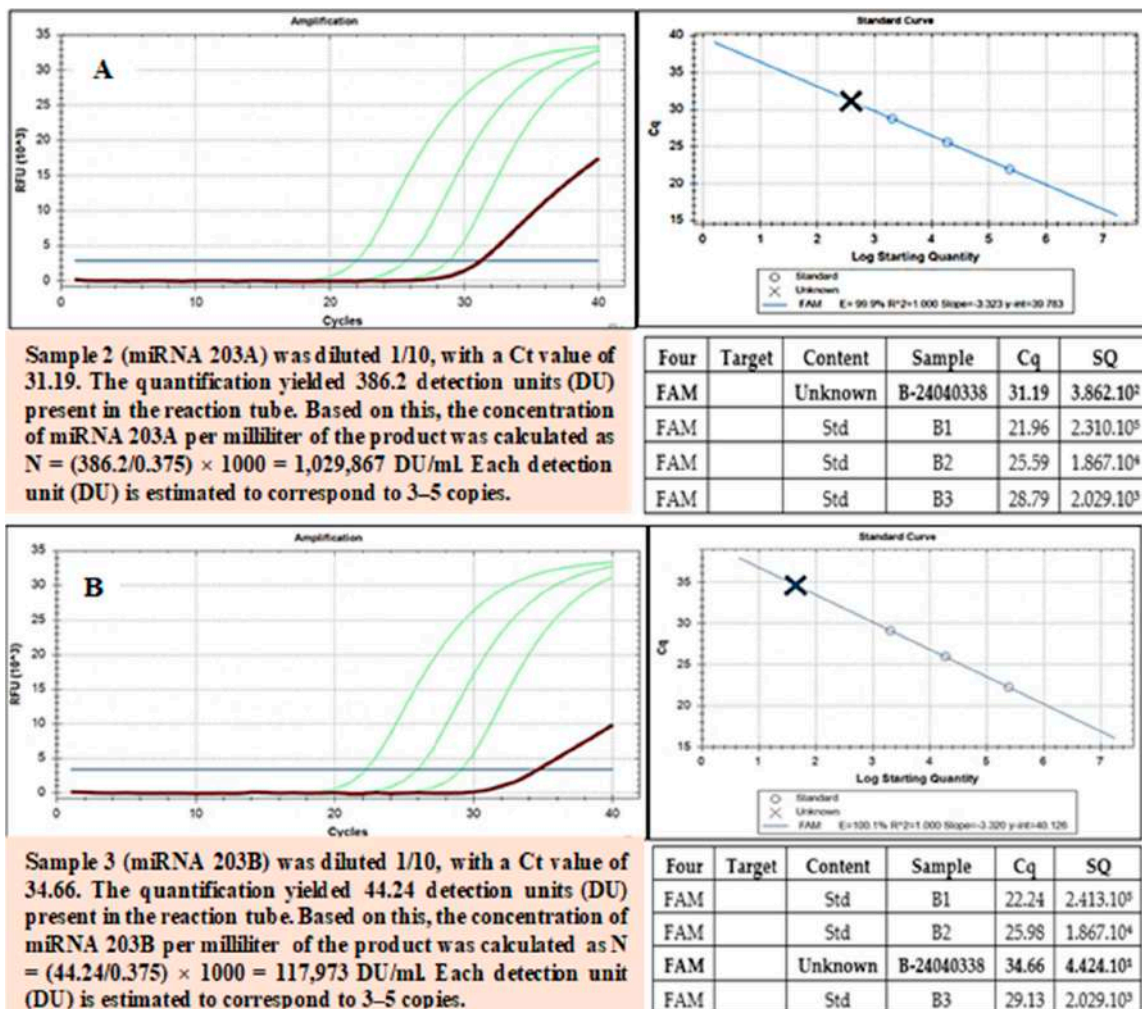 Amplification
A
RFU (10^3)
35
30
25
20
15
10
5
0
0 10 20 30 40
Cycles
Standard Curve
Cq
40
35
30
25
20
15
0 1 2 3 4 5 6 7
Log Starting Quantity
Standard
Unknown
FAM E= 99.9% R^2=1.000 Slope=-3.323 y-int=39.783
Sample 2 (miRNA 203A) was diluted 1/10, with a Ct value of
31.19. The quantification yielded 386.2 detection units (DU)
present in the reaction tube. Based on this, the concentration
of miRNA 203A per milliliter of the product was calculated as
N = (386.2/0.375) × 1000 = 1,029,867 DU/ml. Each detection
unit (DU) is estimated to correspond to 3–5 copies.
Four Target Content Sample Cq SQ
FAM Unknown B-24040338 31.19 3.862.10²
FAM Std B1 21.96 2.310.10⁵
FAM Std B2 25.59 1.867.10⁴
FAM Std B3 28.79 2.029.10³
Amplification
B
RFU (10^3)
35
30
25
20
15
10
5
0
0 10 20 30 40
Cycles
Standard Curve
Cq
35
30
25
20
15
0 1 2 3 4 5 6 7
Log Starting Quantity
Standard
Unknown
FAM E=100.1% R^2=1.000 Slope=-3.320 y-int=40.126
Sample 3 (miRNA 203B) was diluted 1/10, with a Ct value of
34.66. The quantification yielded 44.24 detection units (DU)
present in the reaction tube. Based on this, the concentration of
miRNA 203B per milliliter of the product was calculated as N
= (44.24/0.375) × 1000 = 117,973 DU/ml. Each detection unit
(DU) is estimated to correspond to 3–5 copies.
Four Target Content Sample Cq SQ
FAM Std B1 22.24 2.413.10⁵
FAM Std B2 25.98 1.867.10⁴
FAM Unknown B-24040338 34.66 4.424.10¹
FAM Std B3 29.13 2.029.10³